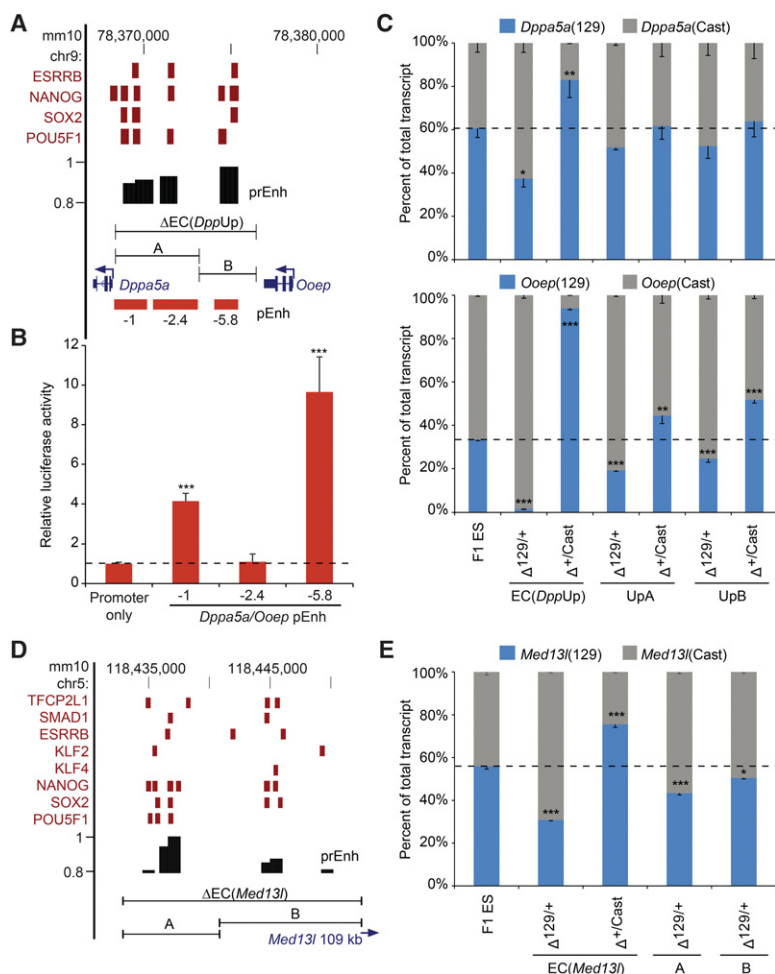 A
mm10
78,370,000
78,380,000
chr9:
ESRRB
NANOG
SOX2
POU5F1
1
0.8
prEnh
ΔEC(DppUp)
A
B
Dppa5a
Ooep
-1
-2.4
-5.8
pEnh
B
Relative luciferase activity
12
10
8
6
4
2
0
***
***
Promoter only
-1
-2.4
-5.8
Dppa5a/Ooep pEnh
C
Dppa5a(129)
Dppa5a(Cast)
Percent of total transcript
100%
80%
60%
40%
20%
0%
*
**
Ooep(129)
Ooep(Cast)
Percent of total transcript
100%
80%
60%
40%
20%
0%
***
***
***
**
***
***
F1 ES
Δ129/+
Δ+/Cast
Δ129/+
Δ+/Cast
Δ129/+
Δ+/Cast
EC(DppUp)
UpA
UpB
D
mm10
118,435,000
118,445,000
chr5:
TFCP2L1
SMAD1
ESRRB
KLF2
KLF4
NANOG
SOX2
POU5F1
1
0.8
prEnh
ΔEC(Med13l)
A
B
Med13l 109 kb
E
Med13l(129)
Med13l(Cast)
Percent of total transcript
100%
80%
60%
40%
20%
0%
***
***
***
*
F1 ES
Δ129/+
Δ+/Cast
Δ129/+
Δ129/+
EC(Med13l)
A
B